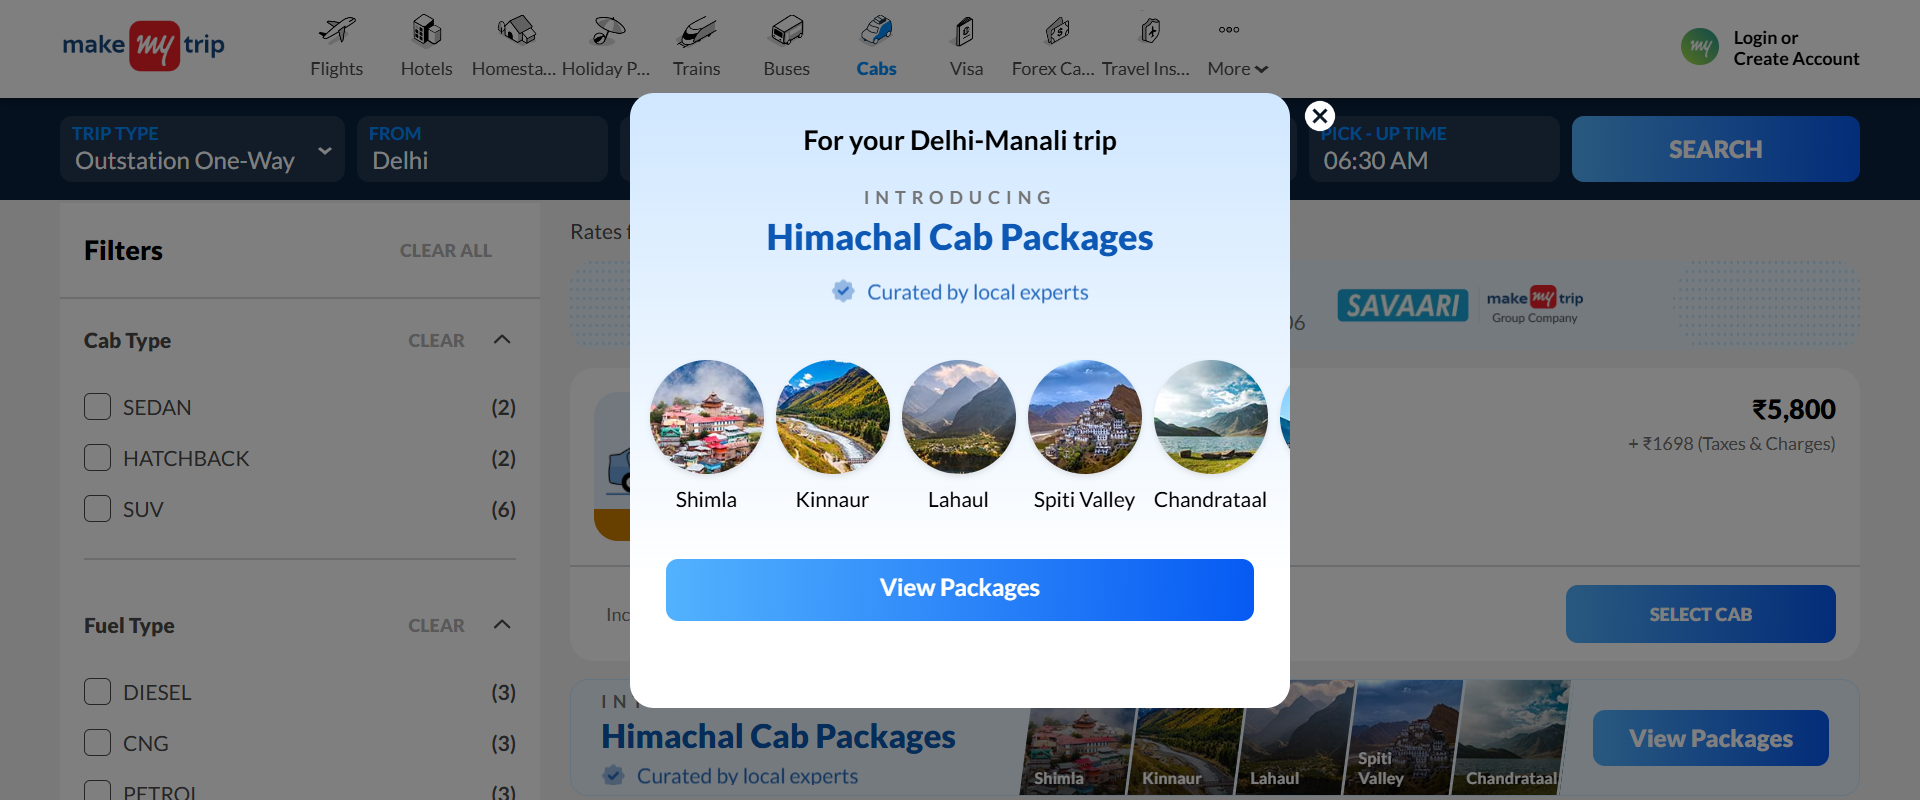 make my trip
Flights
Hotels
Homesta...
Holiday P...
Trains
Buses
Cabs
Visa
Forex Ca...
Travel Ins...
More
my
Login or
Create Account
TRIP TYPE
Outstation One-Way
FROM
Delhi
PICK - UP TIME
06:30 AM
SEARCH
For your Delhi-Manali trip
INTRODUCING
Himachal Cab Packages
Curated by local experts
Shimla
Kinnaur
Lahaul
Spiti Valley
Chandrataal
View Packages
Filters
CLEAR ALL
Cab Type
CLEAR
SEDAN
(2)
HATCHBACK
(2)
SUV
(6)
Fuel Type
CLEAR
DIESEL
(3)
CNG
(3)
PETROL
(3)
Rates
SAVAARI
make my trip
Group Company
₹5,800
+ ₹1698 (Taxes & Charges)
SELECT CAB
Himachal Cab Packages
Curated by local experts
Shimla
Kinnaur
Lahaul
Spiti
Valley
Chandrataal
View Packages